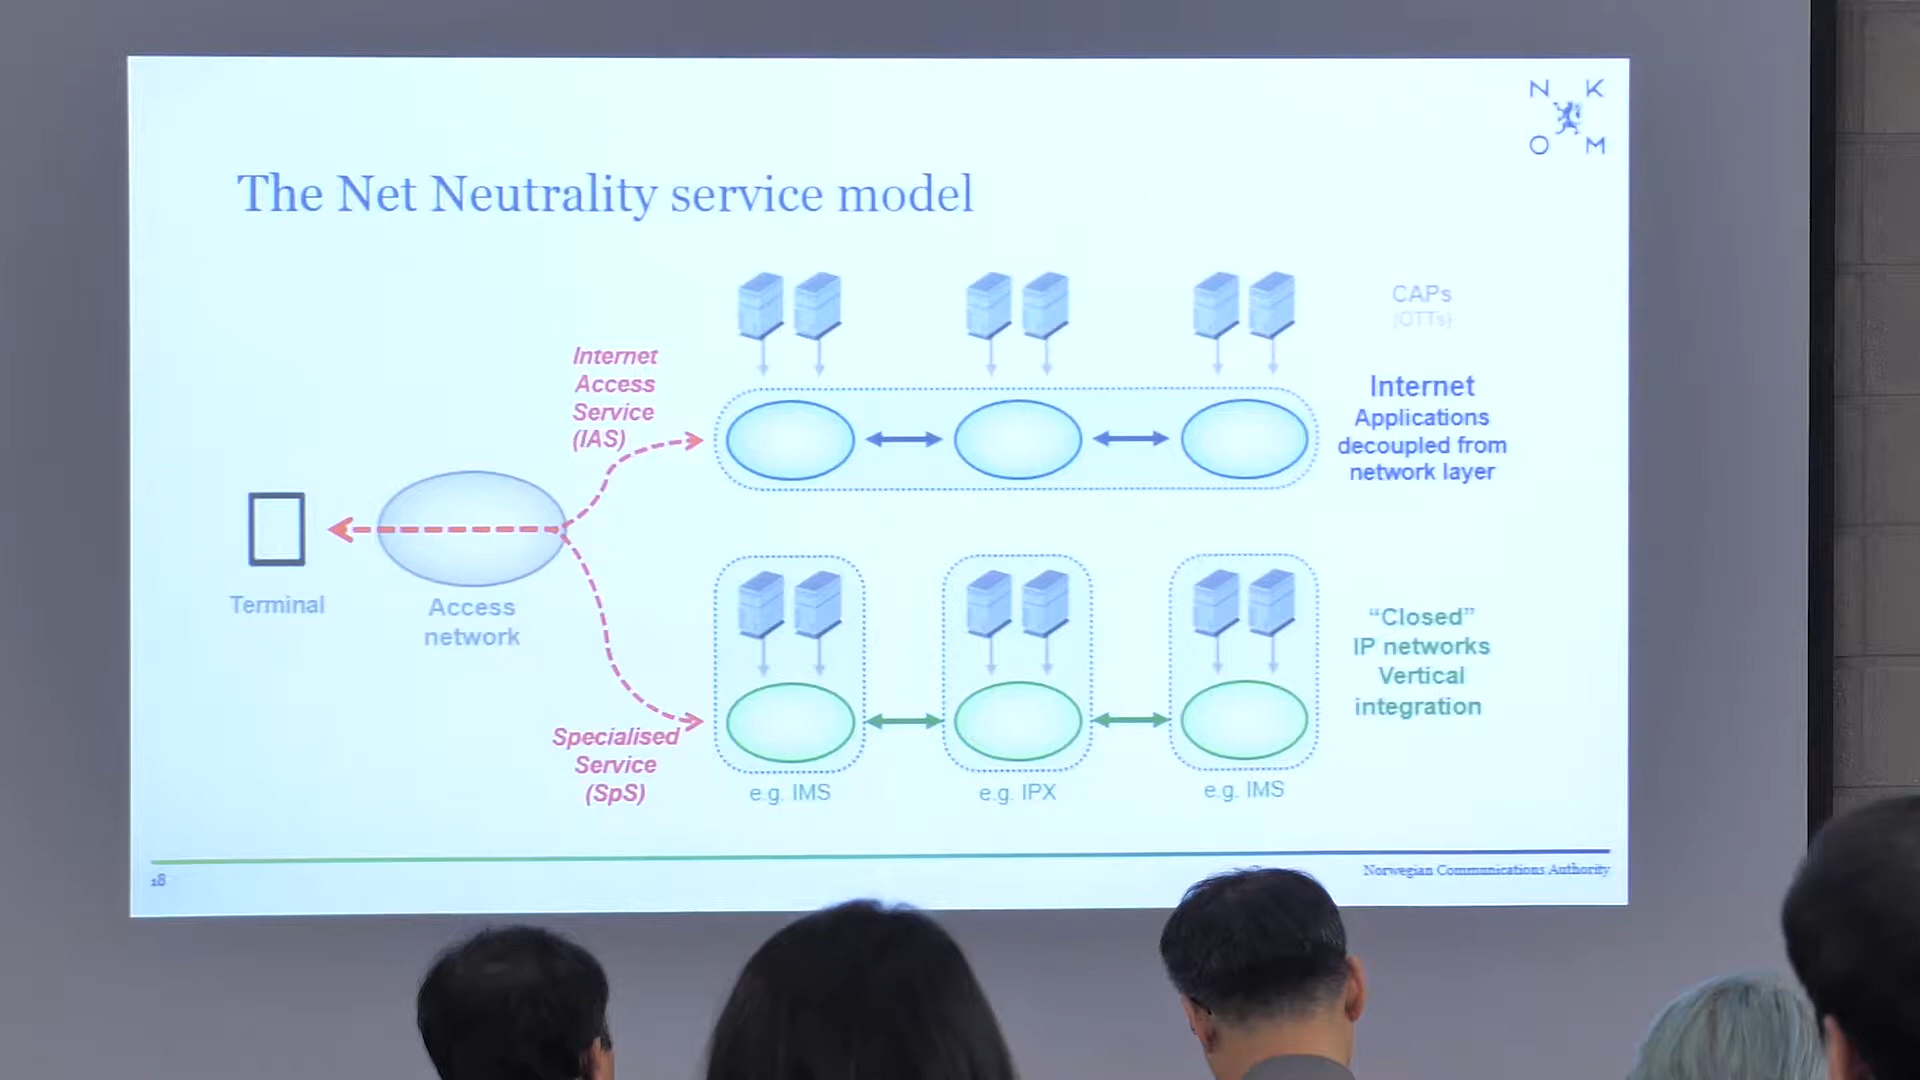 N K
O M
The Net Neutrality service model
CAPs
(OTTs)
Internet
Access
Service
(IAS)
Internet
Applications
decoupled from
network layer
Terminal
Access
network
"Closed"
IP networks
Vertical
integration
Specialised
Service
(SpS)
e.g. IMS
e.g. IPX
e.g. IMS
18
Norwegian Communications Authority